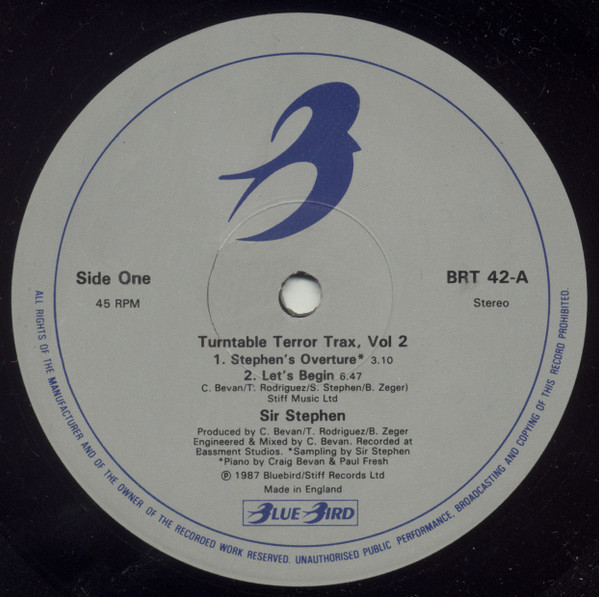 Side One
45 RPM
BRT 42-A
Stereo
Turntable Terror Trax, Vol 2
1. Stephen's Overture* 3.10
2. Let's Begin 6.47
C. Bevan/T. Rodriguez/S. Stephen/B. Zeger)
Stiff Music Ltd
Sir Stephen
Produced by C. Bevan/T. Rodriguez/B. Zeger
Engineered & Mixed by C. Bevan. Recorded at
Bassment Studios. *Sampling by Sir Stephen
*Piano by Craig Bevan & Paul Fresh
℗ 1987 Bluebird/Stiff Records Ltd
Made in England
BLUE BIRD
ALL RIGHTS OF THE MANUFACTURER AND OF THE OWNER OF THE RECORDED WORK RESERVED. UNAUTHORISED PUBLIC PERFORMANCE, BROADCASTING AND COPYING OF THIS RECORD PROHIBITED.